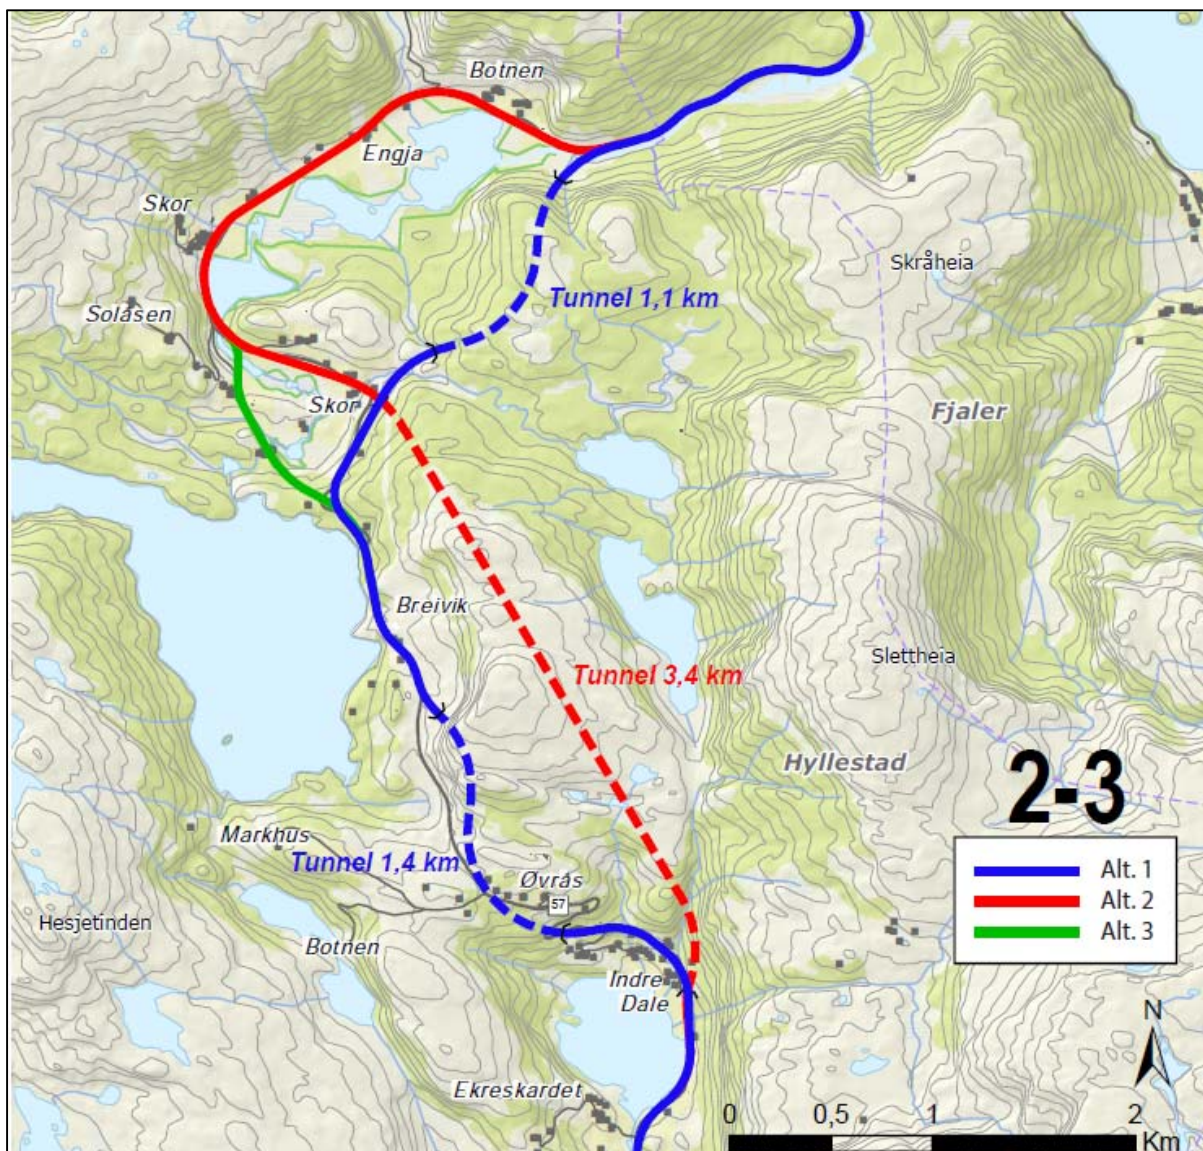 Botnen
Engja
Skor
Skråheia
Tunnel 1,1 km
Solåsen
Skor
Fjaler
Breivik
Slettheia
Tunnel 3,4 km
Hyllestad
2-3
Markhus
Tunnel 1,4 km
Øvrås
57
Alt. 1
Alt. 2
Alt. 3
Hesjetinden
Botnen
Indre
Dale
N
Ekreskardet
0 0,5 1 2
Km